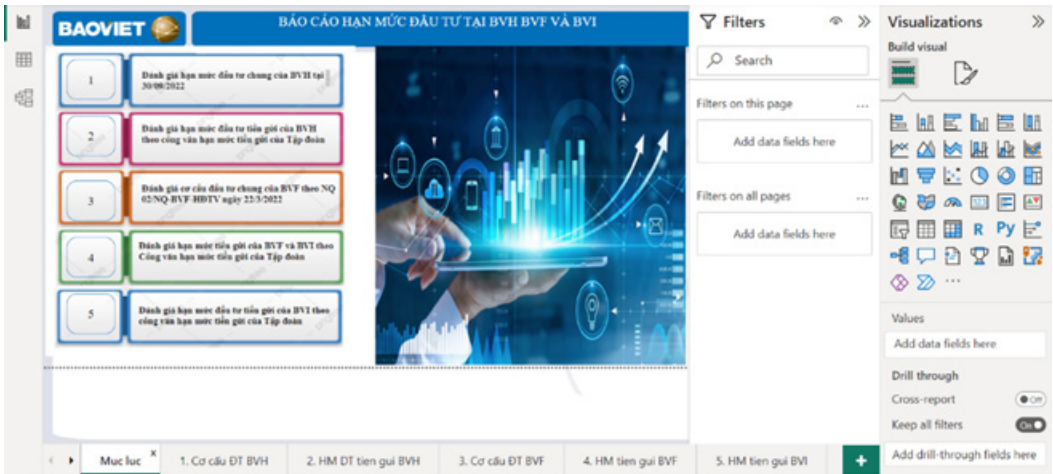 BAOVIET
BÁO CÁO HẠN MỨC ĐẦU TƯ TẠI BVH BVF VÀ BVI
1
Đánh giá hạn mức đầu tư chung của BVH tại
30/09/2022
2
Đánh giá hạn mức đầu tư tiền gửi của BVH
theo công văn hạn mức tiền gửi của Tập đoàn
3
Đánh giá cơ cấu đầu tư chung của BVF theo NQ
02/NQ-BVF-HĐTV ngày 22/3/2022
4
Đánh giá hạn mức tiền gửi của BVF và BVI theo
Công văn hạn mức tiền gửi của Tập đoàn
5
Đánh giá hạn mức đầu tư tiền gửi của BVI theo
công văn hạn mức tiền gửi của Tập đoàn
Muc luc
1. Cơ cấu ĐT BVH
2. HM DT tien gui BVH
3. Cơ cấu ĐT BVF
4. HM tien gui BVF
5. HM tien gui BVI
Filters
Search
Filters on this page
Add data fields here
Filters on all pages
Add data fields here
Visualizations
Build visual
R
Py
Values
Add data fields here
Drill through
Cross-report
Off
Keep all filters
On
Add drill-through fields here